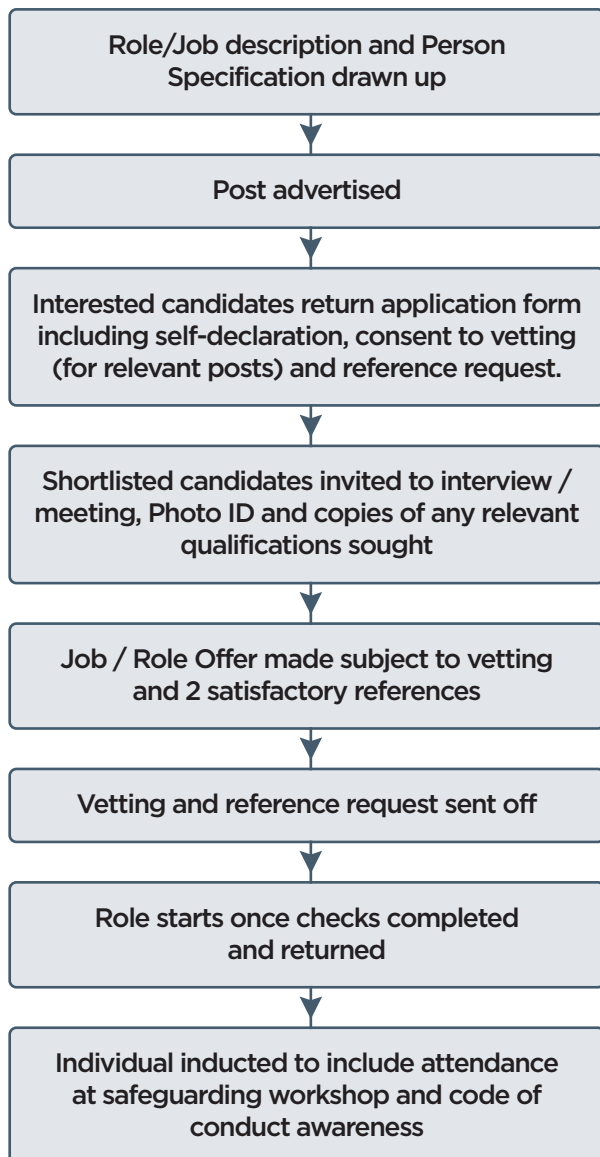 Role/Job description and Person
Specification drawn up
Post advertised
Interested candidates return application form
including self-declaration, consent to vetting
(for relevant posts) and reference request.
Shortlisted candidates invited to interview /
meeting, Photo ID and copies of any relevant
qualifications sought
Job / Role Offer made subject to vetting
and 2 satisfactory references
Vetting and reference request sent off
Role starts once checks completed
and returned
Individual inducted to include attendance
at safeguarding workshop and code of
conduct awareness